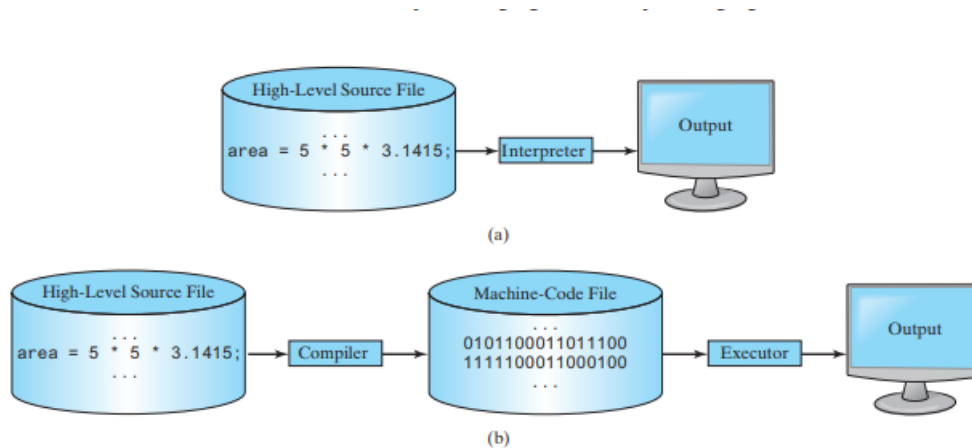 High-Level Source File
...
area = 5 * 5 * 3.1415;
...
Interpreter
Output
(a)
High-Level Source File
...
area = 5 * 5 * 3.1415;
...
Compiler
Machine-Code File
...
0101100011011100
1111100011000100
...
Executor
Output
(b)